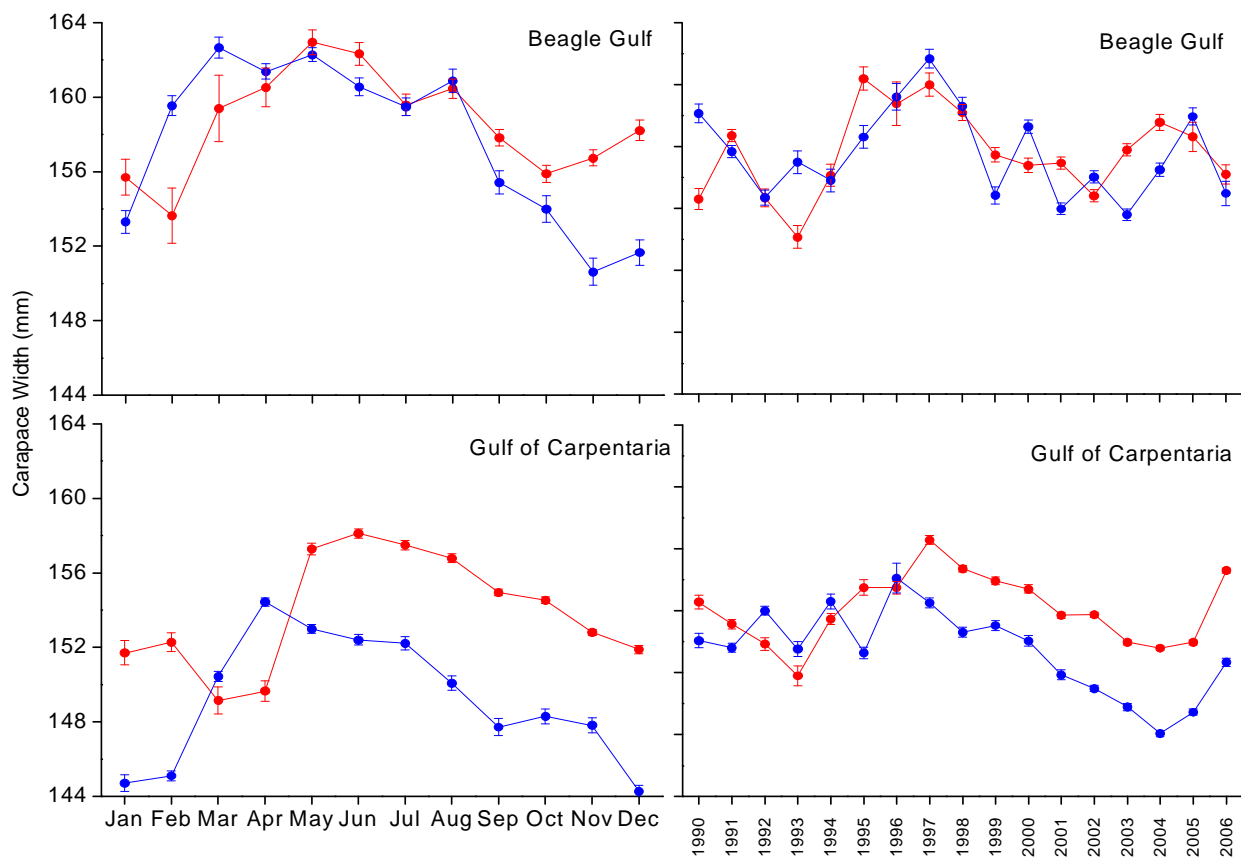 Carapace Width (mm)
164
160
156
152
148
144
Beagle Gulf
Beagle Gulf
164
160
156
152
148
144
Gulf of Carpentaria
Gulf of Carpentaria
Jan Feb Mar Apr May Jun Jul Aug Sep Oct Nov Dec
1990 1991 1992 1993 1994 1995 1996 1997 1998 1999 2000 2001 2002 2003 2004 2005 2006